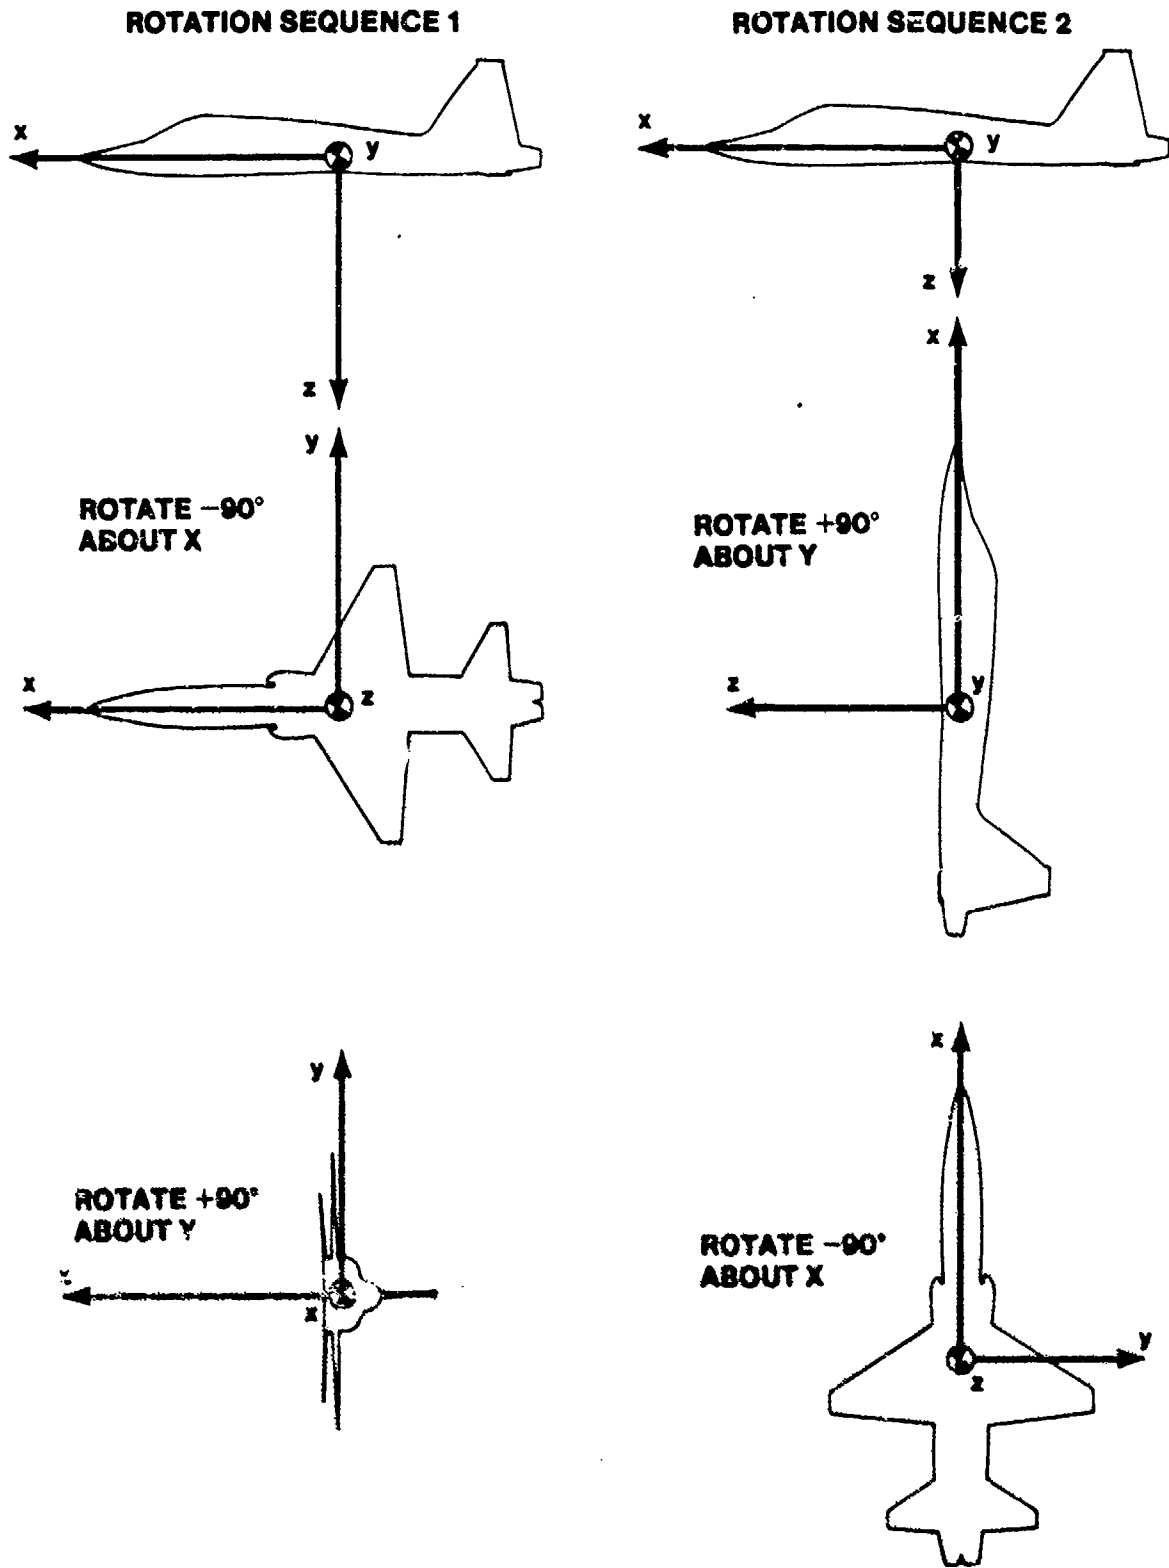 ROTATION SEQUENCE 1
x
y
z
y
ROTATE −90°
ABOUT X
x
z
y
ROTATE +90°
ABOUT Y
x
ROTATION SEQUENCE 2
x
y
z
x
ROTATE +90°
ABOUT Y
z
y
x
ROTATE −90°
ABOUT X
y
z